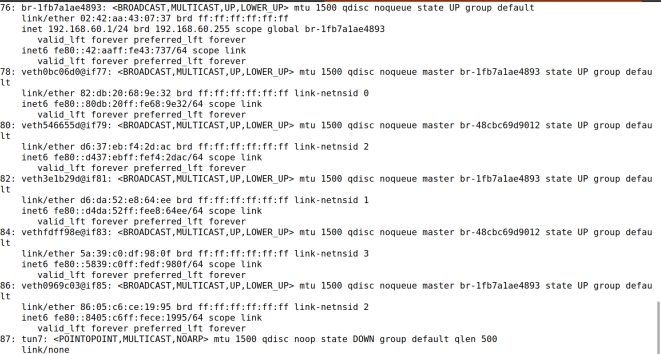 76: br-1fb7a1ae4893: <BROADCAST,MULTICAST,UP,LOWER_UP> mtu 1500 qdisc noqueue state UP group default
link/ether 02:42:aa:43:07:37 brd ff:ff:ff:ff:ff:ff
inet 192.168.60.1/24 brd 192.168.60.255 scope global br-1fb7a1ae4893
valid_lft forever preferred_lft forever
inet6 fe80::42:aaff:fe43:737/64 scope link
valid_lft forever preferred_lft forever
78: veth0bc06d0@if77: <BROADCAST,MULTICAST,UP,LOWER_UP> mtu 1500 qdisc noqueue master br-1fb7a1ae4893 state UP group defau
lt
link/ether 82:db:20:68:9e:32 brd ff:ff:ff:ff:ff:ff link-netnsid 0
inet6 fe80::80db:20ff:fe68:9e32/64 scope link
valid_lft forever preferred_lft forever
80: veth546655d@if79: <BROADCAST,MULTICAST,UP,LOWER_UP> mtu 1500 qdisc noqueue master br-48cbc69d9012 state UP group defau
lt
link/ether d6:37:eb:f4:2d:ac brd ff:ff:ff:ff:ff:ff link-netnsid 2
inet6 fe80::d437:ebff:fef4:2dac/64 scope link
valid_lft forever preferred_lft forever
82: veth3e1b29d@if81: <BROADCAST,MULTICAST,UP,LOWER_UP> mtu 1500 qdisc noqueue master br-1fb7a1ae4893 state UP group defau
lt
link/ether d6:da:52:e8:64:ee brd ff:ff:ff:ff:ff:ff link-netnsid 1
inet6 fe80::d4da:52ff:fee8:64ee/64 scope link
valid_lft forever preferred_lft forever
84: vethfdff98e@if83: <BROADCAST,MULTICAST,UP,LOWER_UP> mtu 1500 qdisc noqueue master br-48cbc69d9012 state UP group defau
lt
link/ether 5a:39:c0:df:98:0f brd ff:ff:ff:ff:ff:ff link-netnsid 3
inet6 fe80::5839:c0ff:fedf:980f/64 scope link
valid_lft forever preferred_lft forever
86: veth0969c03@if85: <BROADCAST,MULTICAST,UP,LOWER_UP> mtu 1500 qdisc noqueue master br-1fb7a1ae4893 state UP group defau
lt
link/ether 86:05:c6:ce:19:95 brd ff:ff:ff:ff:ff:ff link-netnsid 2
inet6 fe80::8405:c6ff:fece:1995/64 scope link
valid_lft forever preferred_lft forever
87: tun7: <POINTOPOINT,MULTICAST,NOARP> mtu 1500 qdisc noop state DOWN group default qlen 500
link/none